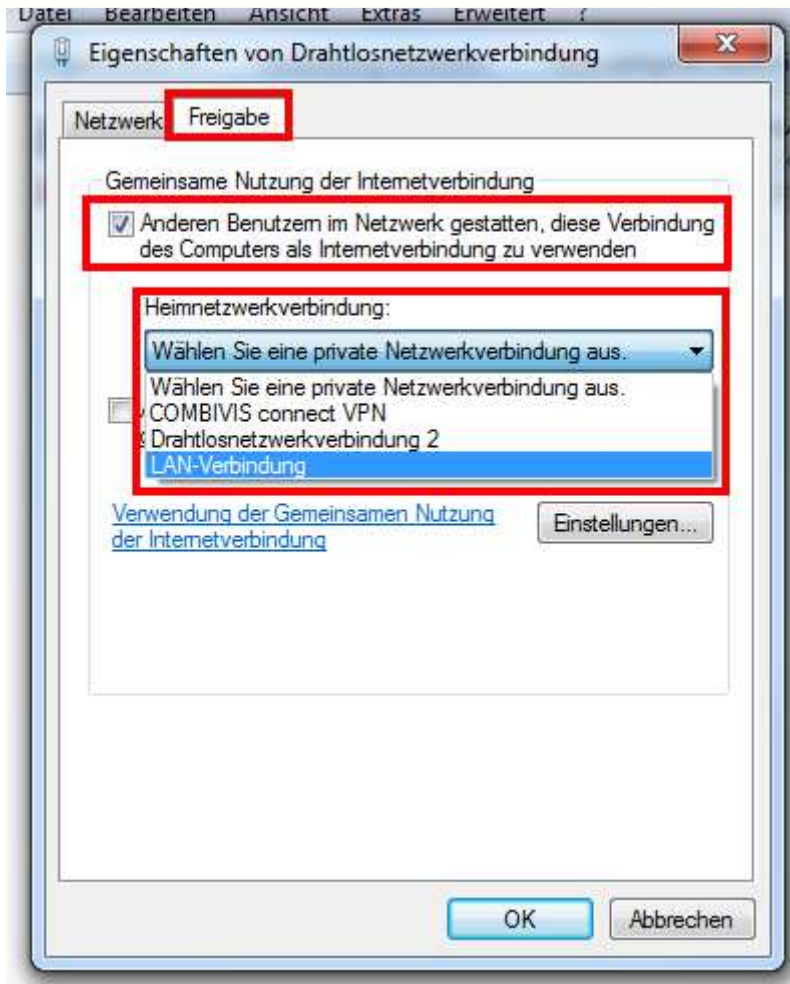 Datei Bearbeiten Ansicht Extras Erweitert ?
Eigenschaften von Drahtlosnetzwerkverbindung
Netzwerk Freigabe
Gemeinsame Nutzung der Internetverbindung
Anderen Benutzern im Netzwerk gestatten, diese Verbindung
des Computers als Internetverbindung zu verwenden
Heimnetzwerkverbindung:
Wählen Sie eine private Netzwerkverbindung aus.
Wählen Sie eine private Netzwerkverbindung aus.
COMBIVIS connect VPN
Drahtlosnetzwerkverbindung 2
LAN-Verbindung
Verwendung der Gemeinsamen Nutzung
der Internetverbindung
Einstellungen...
OK Abbrechen